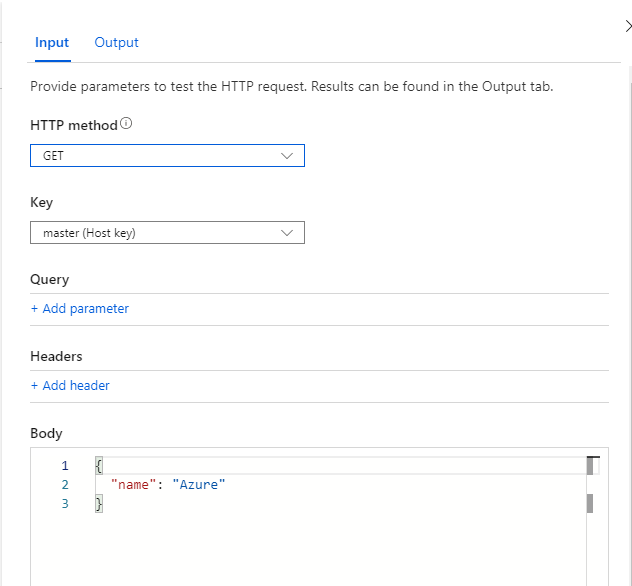 Input Output
Provide parameters to test the HTTP request. Results can be found in the Output tab.
HTTP method
GET
Key
master (Host key)
Query
+ Add parameter
Headers
+ Add header
Body
1 {
2 "name": "Azure"
3 }